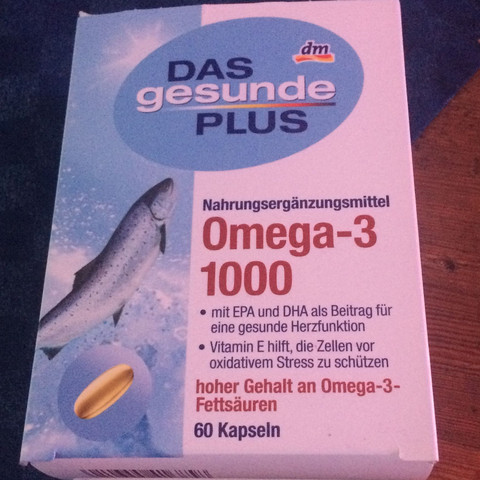 dm
DAS
gesunde
PLUS
Nahrungsergänzungsmittel
Omega-3
1000
• mit EPA und DHA als Beitrag für
eine gesunde Herzfunktion
• Vitamin E hilft, die Zellen vor
oxidativem Stress zu schützen
hoher Gehalt an Omega-3-
Fettsäuren
60 Kapseln